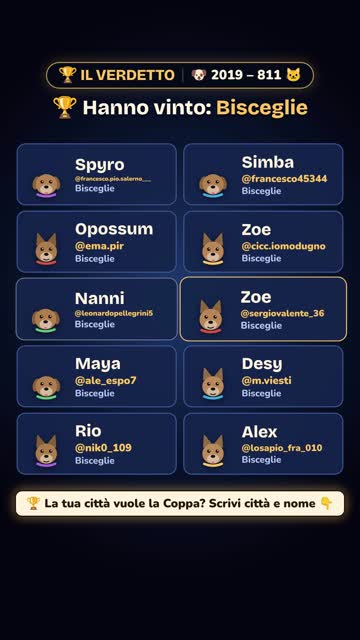 🏆 IL VERDETTO | 🐶 2019 – 811 🐱
🏆 Hanno vinto: Bisceglie
Spyro
@francesco.pio.salerno___
Bisceglie
Simba
@francesco45344
Bisceglie
Opossum
@ema.pir
Bisceglie
Zoe
@cicc.iomodugno
Bisceglie
Nanni
@leonardopellegrini5
Bisceglie
Zoe
@sergiovalente_36
Bisceglie
Maya
@ale_espo7
Bisceglie
Desy
@m.viesti
Bisceglie
Rio
@nik0_109
Bisceglie
Alex
@losapio_fra_010
Bisceglie
🏆 La tua città vuole la Coppa? Scrivi città e nome 👇